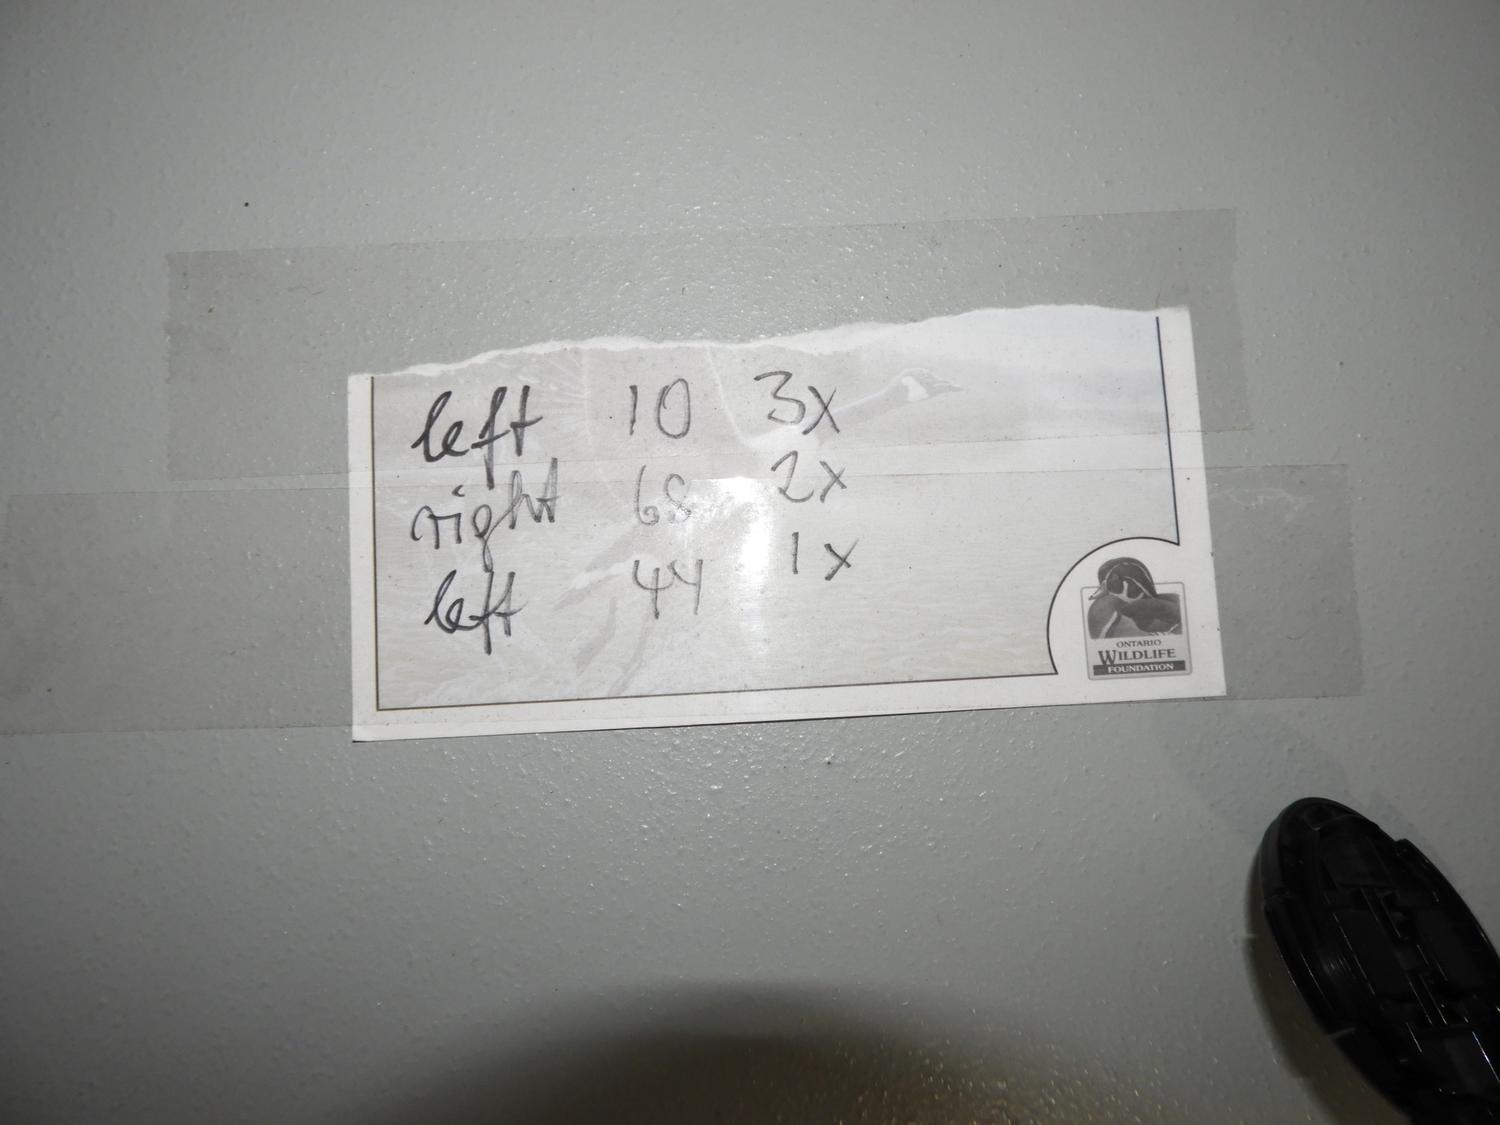 left 10 3x
right 68 2x
left 44 1x
ONTARIO
WILDLIFE
FOUNDATION